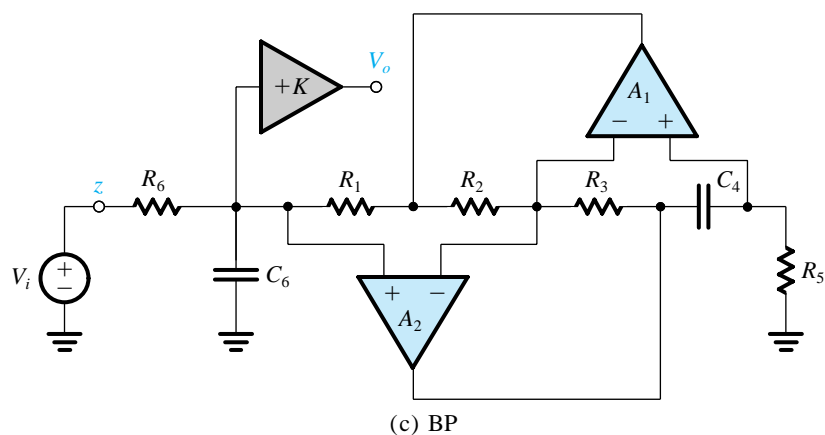 +K
V_o
A_1
− +
z
R_6
R_1
R_2
R_3
C_4
V_i
+
−
C_6
+ −
A_2
R_5
(c) BP